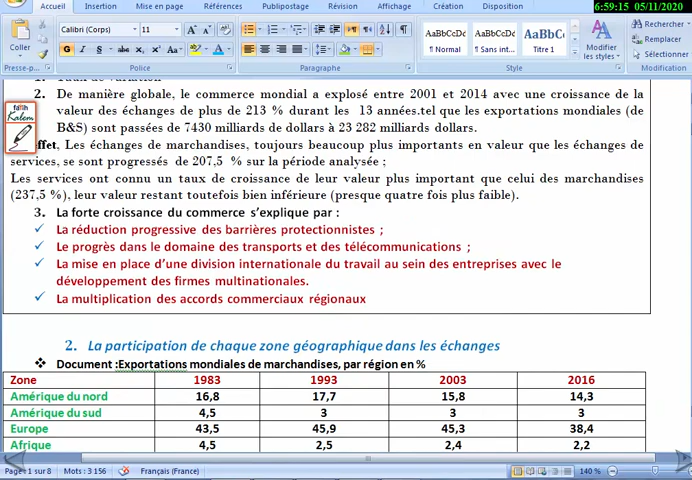 6:59:15 05/11/2020
Accueil Insertion Mise en page Références Publipostage Révision Affichage Création Disposition
Calibri (Corps) 11
Coller
Presse-p... Police Paragraphe Style Modification
AaBbCcDc AaBbCcDc AaBbC
¶ Normal ¶ Sans int... Titre 1
Modifier les styles
Rechercher
Remplacer
Sélectionner
1. Taux de variation
2. De manière globale, le commerce mondial a explosé entre 2001 et 2014 avec une croissance de la
valeur des échanges de plus de 213 % durant les 13 années.tel que les exportations mondiales (de
B&S) sont passées de 7430 milliards de dollars à 23 282 milliards dollars.
ffet, Les échanges de marchandises, toujours beaucoup plus importants en valeur que les échanges de
services, se sont progressés de 207,5 % sur la période analysée ;
Les services ont connu un taux de croissance de leur valeur plus important que celui des marchandises
(237,5 %), leur valeur restant toutefois bien inférieure (presque quatre fois plus faible).
3. La forte croissance du commerce s’explique par :
✓ La réduction progressive des barrières protectionnistes ;
✓ Le progrès dans le domaine des transports et des télécommunications ;
✓ La mise en place d’une division internationale du travail au sein des entreprises avec le
développement des firmes multinationales.
✓ La multiplication des accords commerciaux régionaux
2. La participation de chaque zone géographique dans les échanges
❖ Document :Exportations mondiales de marchandises, par région en %
Zone 1983 1993 2003 2016
Amérique du nord 16,8 17,7 15,8 14,3
Amérique du sud 4,5 3 3 3
Europe 43,5 45,9 45,3 38,4
Afrique 4,5 2,5 2,4 2,2
Page : 1 sur 8 Mots : 3 156 Français (France) 140 %